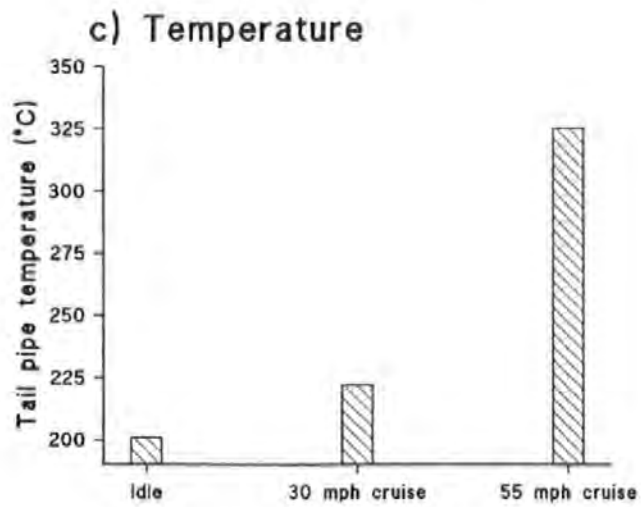 c) Temperature
Tail pipe temperature (°C)
350
325
300
275
250
225
200
Idle
30 mph cruise
55 mph cruise